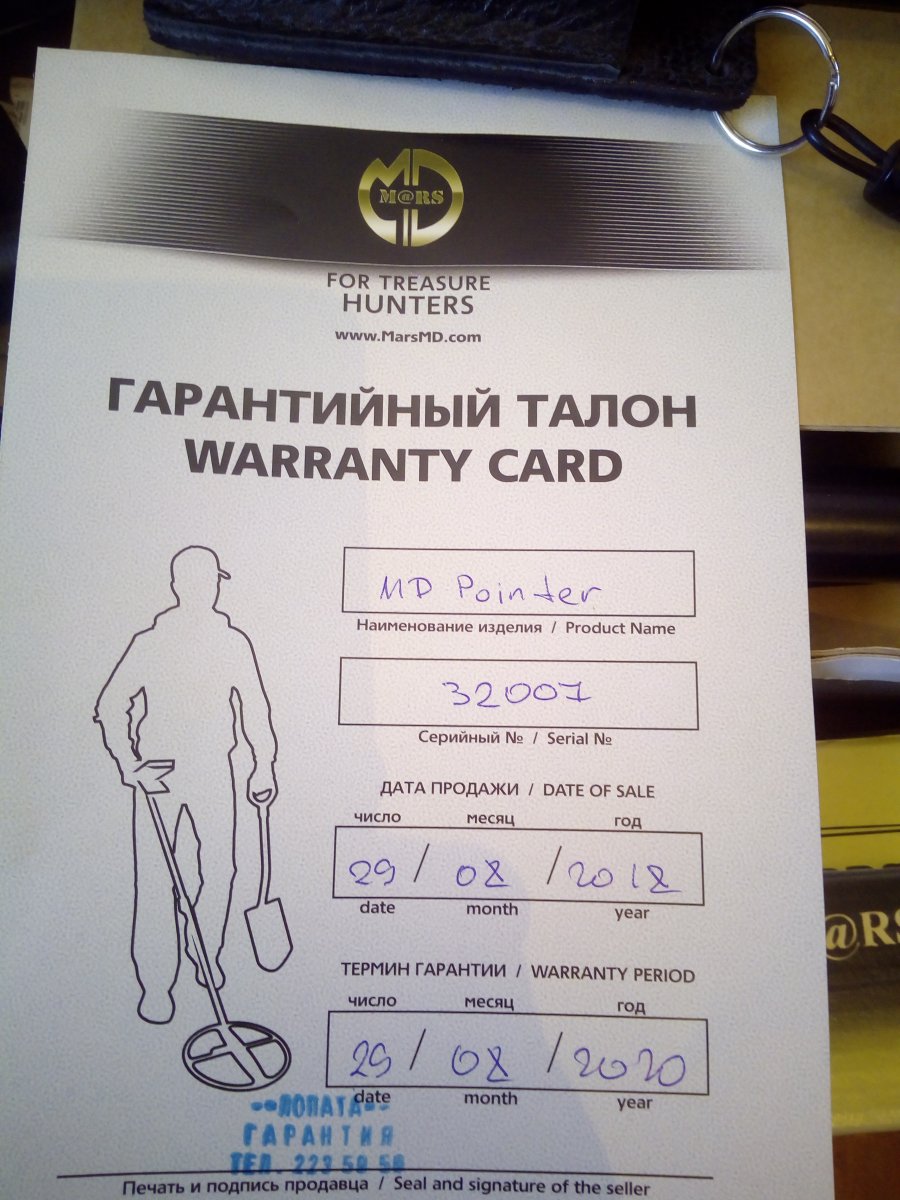 MD
M@RS
FOR TREASURE
HUNTERS
www.MarsMD.com
ГАРАНТИЙНЫЙ ТАЛОН
WARRANTY CARD
MD Pointer
Наименование изделия / Product Name
32007
Серийный № / Serial №
ДАТА ПРОДАЖИ / DATE OF SALE
число месяц год
29 / 08 / 2018
date month year
ТЕРМИН ГАРАНТИИ / WARRANTY PERIOD
число месяц год
29 / 08 / 2020
date month year
ЛОПАТА
ГАРАНТИЯ
ТЕЛ. 223 50 50
Печать и подпись продавца / Seal and signature of the seller
@RS